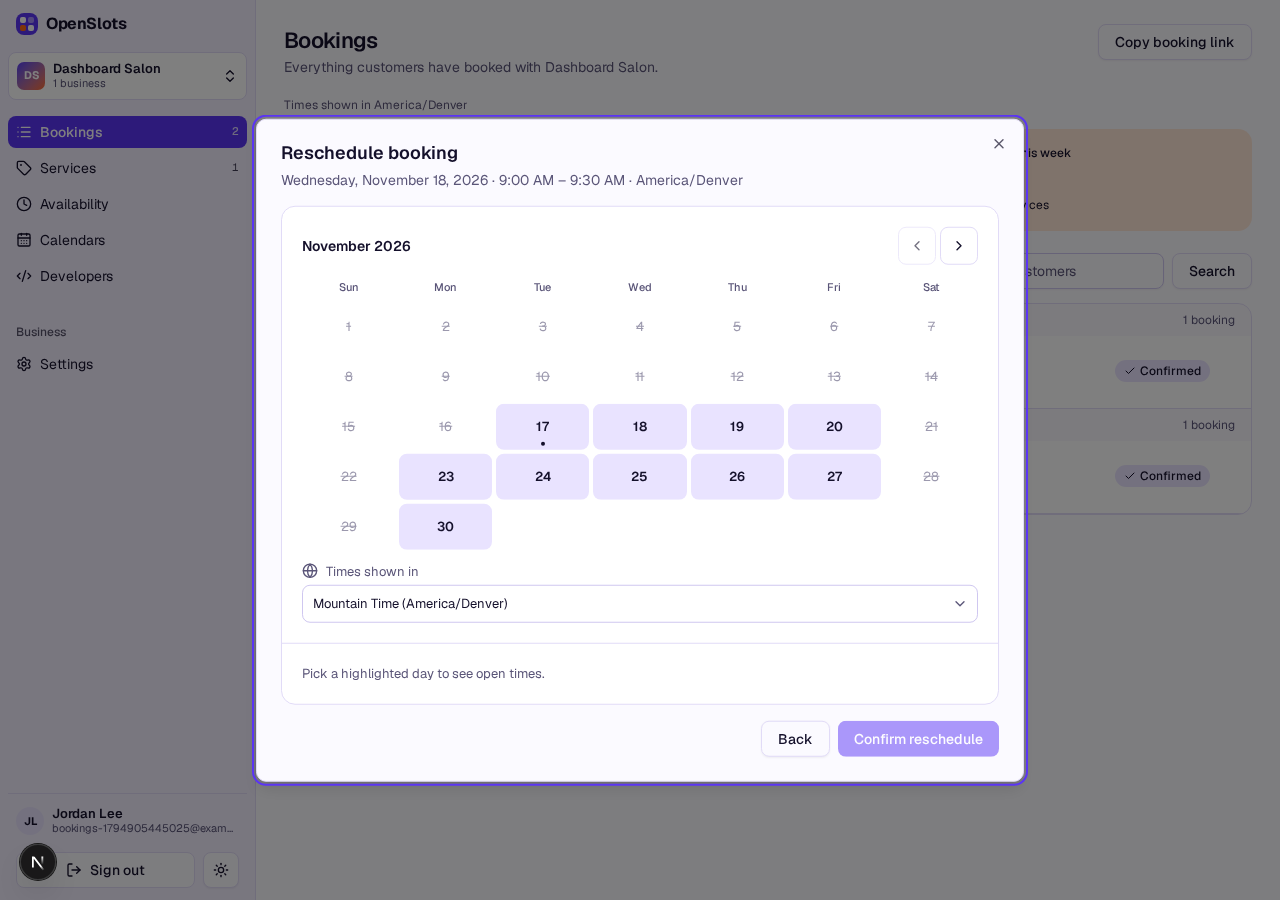 OpenSlots
DS
Dashboard Salon
1 business
Bookings 2
Services 1
Availability
Calendars
Developers
Business
Settings
JL
Jordan Lee
bookings-1794905445025@exam…
N
Sign out
Bookings
Everything customers have booked with Dashboard Salon.
Copy booking link
Times shown in America/Denver
Reschedule booking
Wednesday, November 18, 2026 · 9:00 AM – 9:30 AM · America/Denver
November 2026
Sun Mon Tue Wed Thu Fri Sat
1 2 3 4 5 6 7
8 9 10 11 12 13 14
15 16 17 18 19 20 21
22 23 24 25 26 27 28
29 30
Times shown in
Mountain Time (America/Denver)
Pick a highlighted day to see open times.
Back
Confirm reschedule
week
Search
1 booking
Confirmed
1 booking
Confirmed